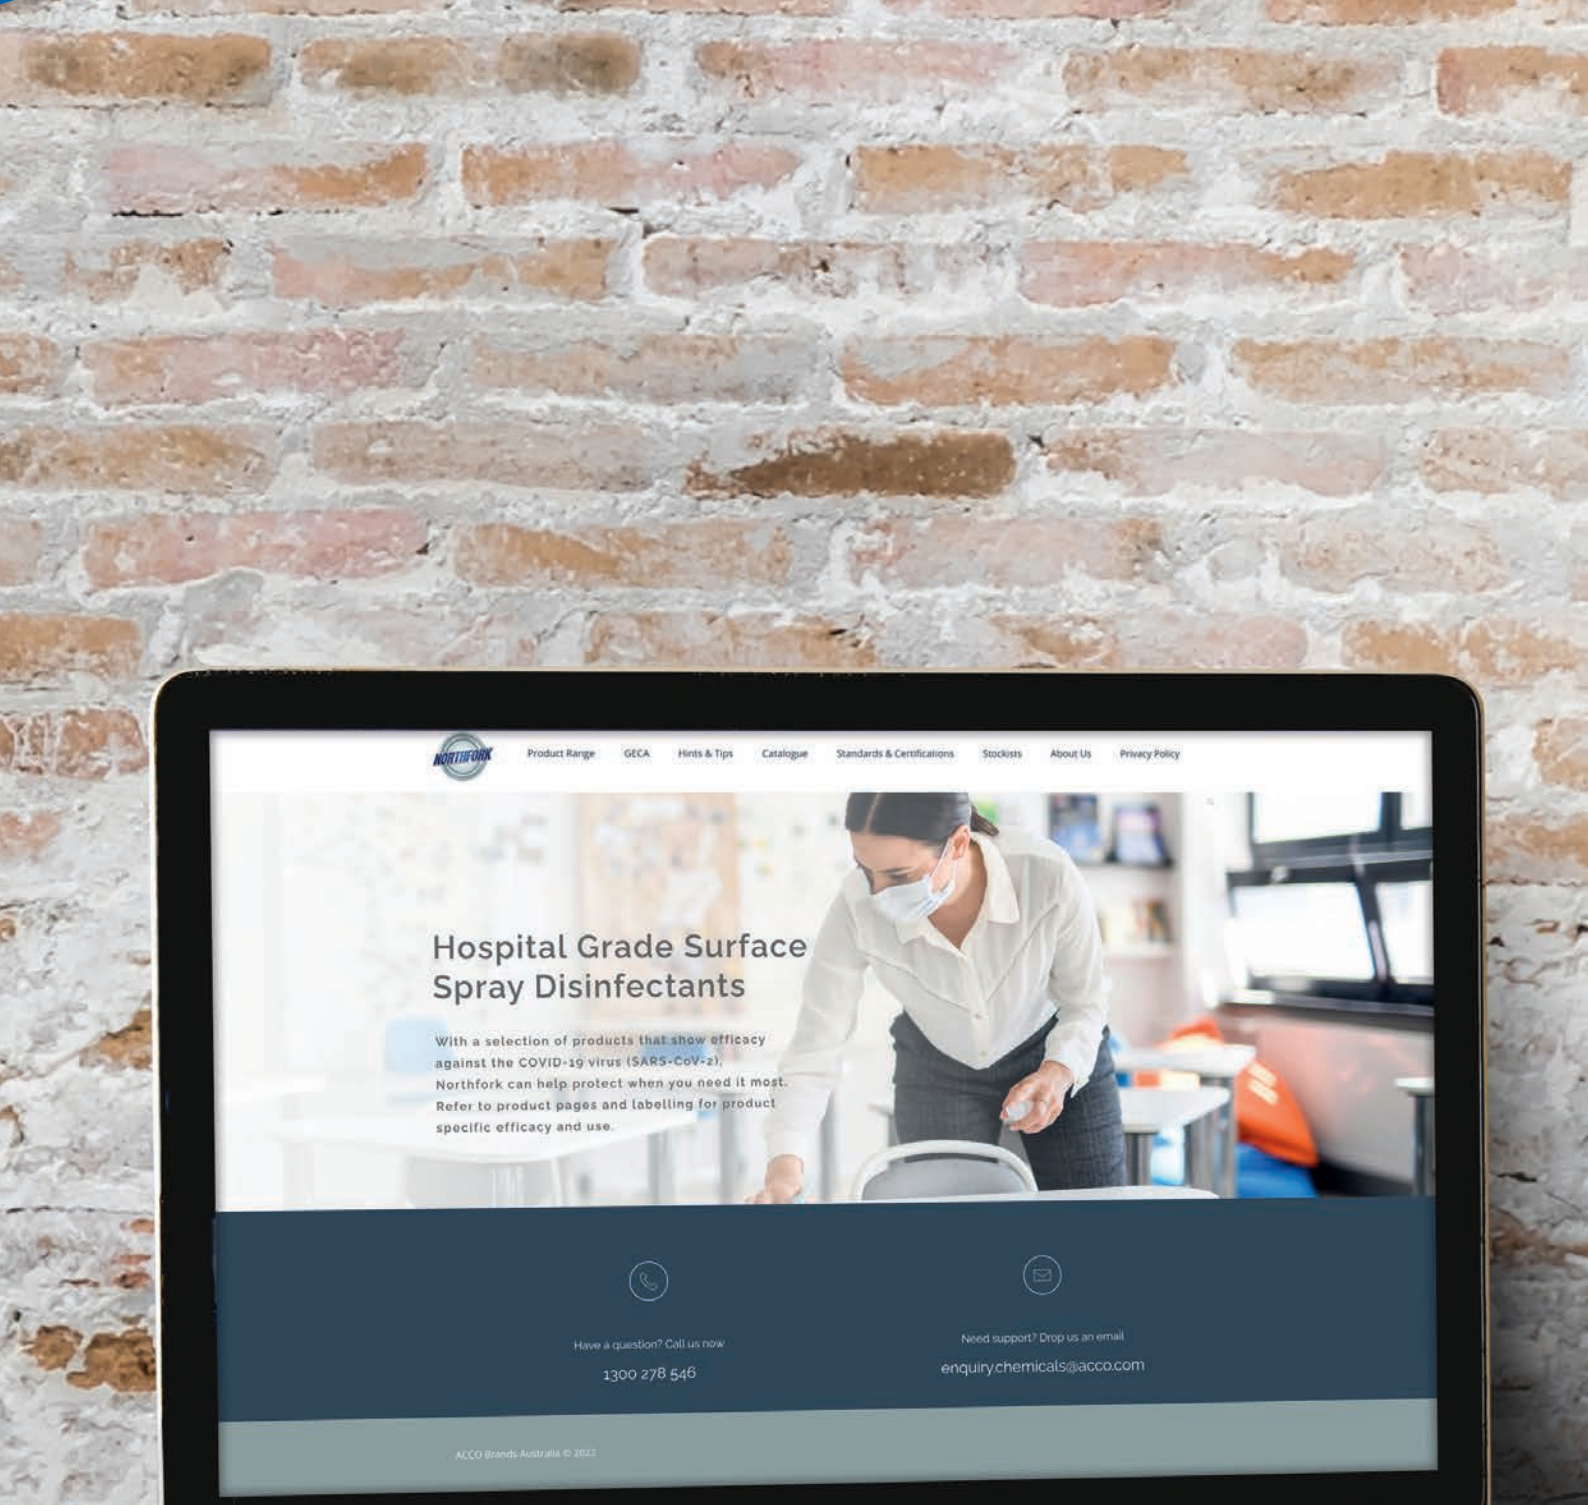 NORTHFORK
Product Range GECA Hints & Tips Catalogue Standards & Certifications Stockists About Us Privacy Policy
Hospital Grade Surface
Spray Disinfectants
With a selection of products that show efficacy
against the COVID-19 virus (SARS-CoV-2),
Northfork can help protect when you need it most.
Refer to product pages and labelling for product
specific efficacy and use.
Have a question? Call us now
1300 278 546
Need support? Drop us an email
enquiry.chemicals@acco.com
ACCO Brands Australia © 2022